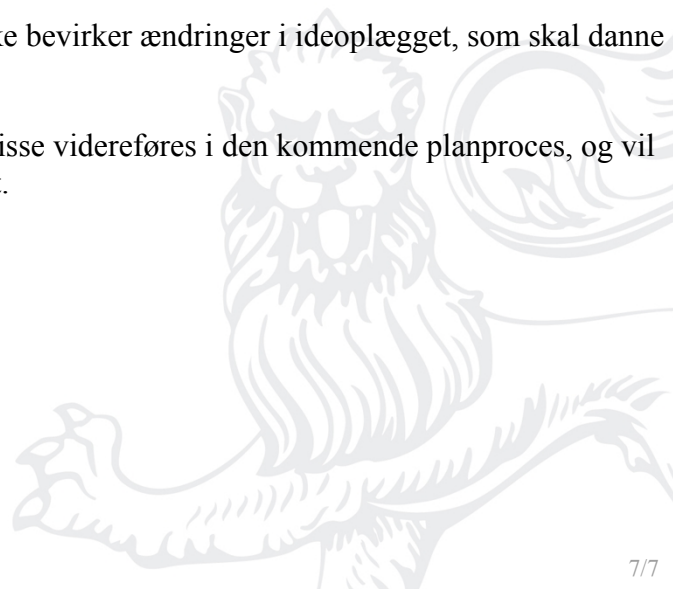 ke bevirker ændringer i ideoplægget, som skal danne
isse videreføres i den kommende planproces, og vil
.
7/7